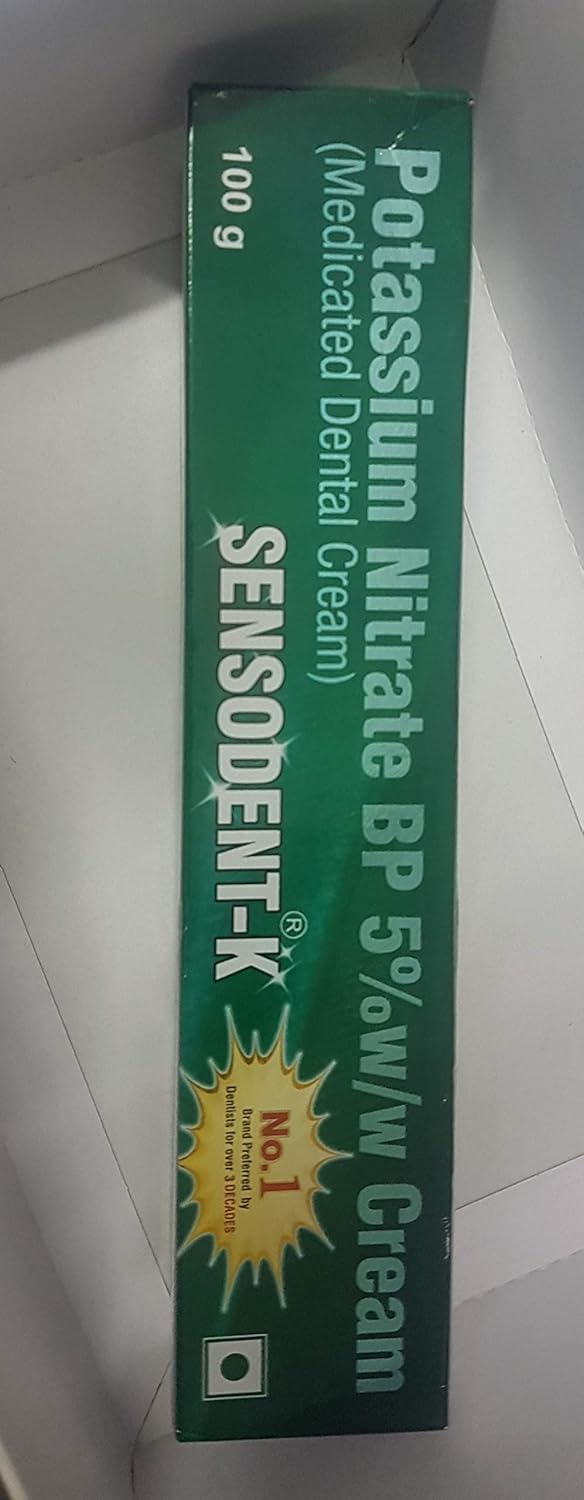 Potassium Nitrate BP 5%w/w Cream
(Medicated Dental Cream)
100 g
SENSODENT-K®
No.1
Brand Preferred by
Dentists for over 3 DECADES